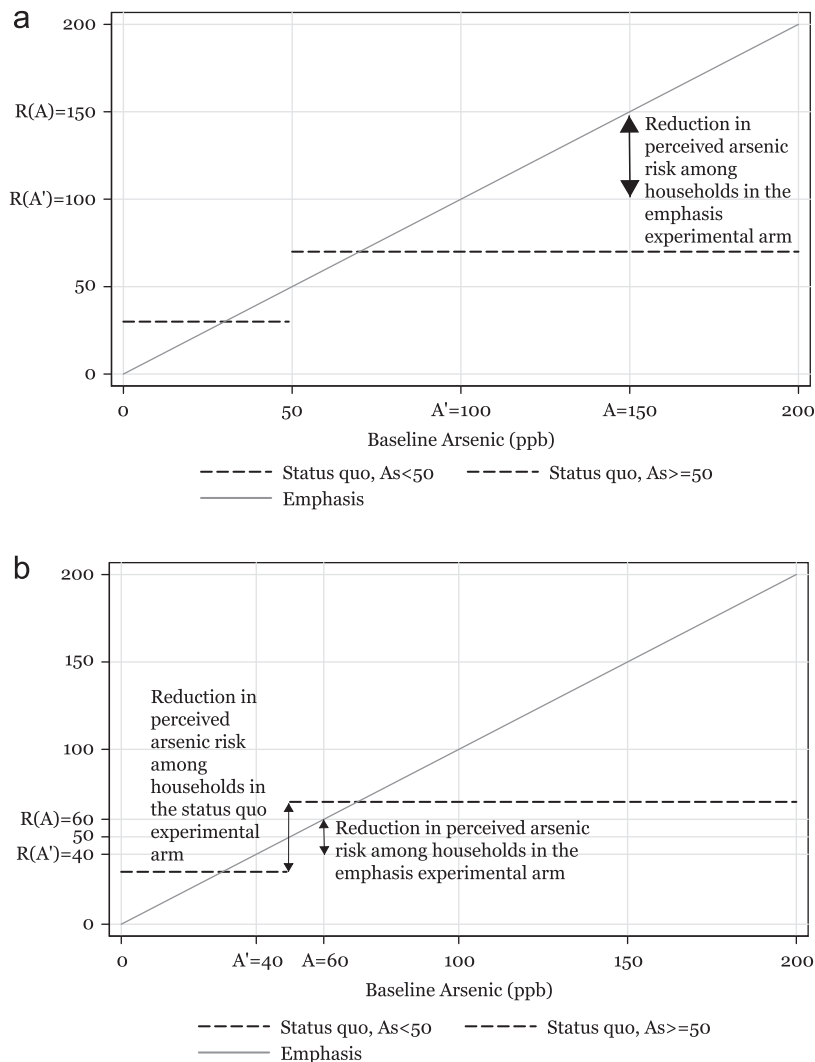 a
200
R(A)=150
Reduction in
perceived arsenic
risk among
households in the
emphasis
experimental arm
R(A')=100
50
0
0 50 A'=100 A=150 200
Baseline Arsenic (ppb)
Status quo, As<50 Status quo, As>=50
Emphasis
b
200
150
Reduction in
perceived
arsenic risk
among
households in
the status quo
experimental
arm
100
R(A)=60
50
R(A')=40
Reduction in perceived arsenic
risk among households in the
emphasis experimental arm
0
0 A'=40 A=60 100 150 200
Baseline Arsenic (ppb)
Status quo, As<50 Status quo, As>=50
Emphasis